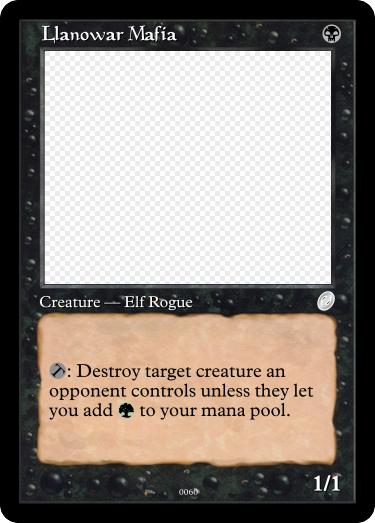 Llanowar Mafia
Creature — Elf Rogue
: Destroy target creature an
opponent controls unless they let
you add to your mana pool.
1/1
0060